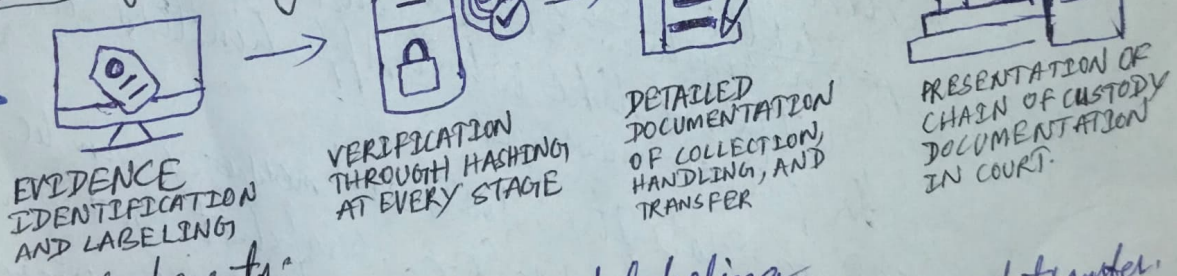 EVIDENCE
IDENTIFICATION
AND LABELING
VERIFICATION
THROUGH HASHING
AT EVERY STAGE
DETAILED
DOCUMENTATION
OF COLLECTION,
HANDLING, AND
TRANSFER
PRESENTATION OF
CHAIN OF CUSTODY
DOCUMENTATION
IN COURT.